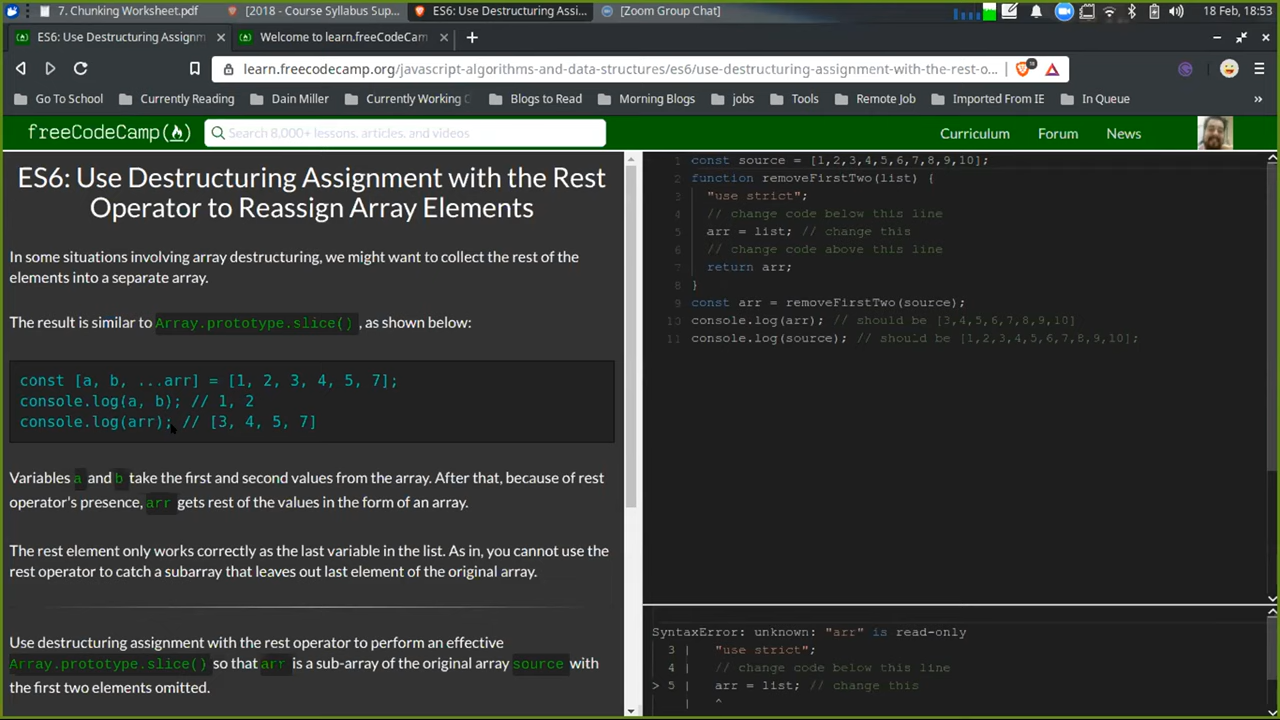 7. Chunking Worksheet.pdf
[2018 - Course Syllabus Sup...
ES6: Use Destructuring Assi...
[Zoom Group Chat]
18 Feb, 18:53
ES6: Use Destructuring Assignm
Welcome to learn.freeCodeCam
learn.freecodecamp.org/javascript-algorithms-and-data-structures/es6/use-destructuring-assignment-with-the-rest-o...
18
Go To School
Currently Reading
Dain Miller
Currently Working C
Blogs to Read
Morning Blogs
jobs
Tools
Remote Job
Imported From IE
In Queue
»
freeCodeCamp
Search 8,000+ lessons, articles, and videos
Curriculum
Forum
News
ES6: Use Destructuring Assignment with the Rest
Operator to Reassign Array Elements
In some situations involving array destructuring, we might want to collect the rest of the
elements into a separate array.
The result is similar to Array.prototype.slice() , as shown below:
const [a, b, ...arr] = [1, 2, 3, 4, 5, 7];
console.log(a, b); // 1, 2
console.log(arr); // [3, 4, 5, 7]
Variables a and b take the first and second values from the array. After that, because of rest
operator's presence, arr gets rest of the values in the form of an array.
The rest element only works correctly as the last variable in the list. As in, you cannot use the
rest operator to catch a subarray that leaves out last element of the original array.
Use destructuring assignment with the rest operator to perform an effective
Array.prototype.slice() so that arr is a sub-array of the original array source with
the first two elements omitted.
1 const source = [1,2,3,4,5,6,7,8,9,10];
2 function removeFirstTwo(list) {
3 "use strict";
4 // change code below this line
5 arr = list; // change this
6 // change code above this line
7 return arr;
8 }
9 const arr = removeFirstTwo(source);
10 console.log(arr); // should be [3,4,5,6,7,8,9,10]
11 console.log(source); // should be [1,2,3,4,5,6,7,8,9,10];
SyntaxError: unknown: "arr" is read-only
3 | "use strict";
4 | // change code below this line
> 5 | arr = list; // change this
| ^